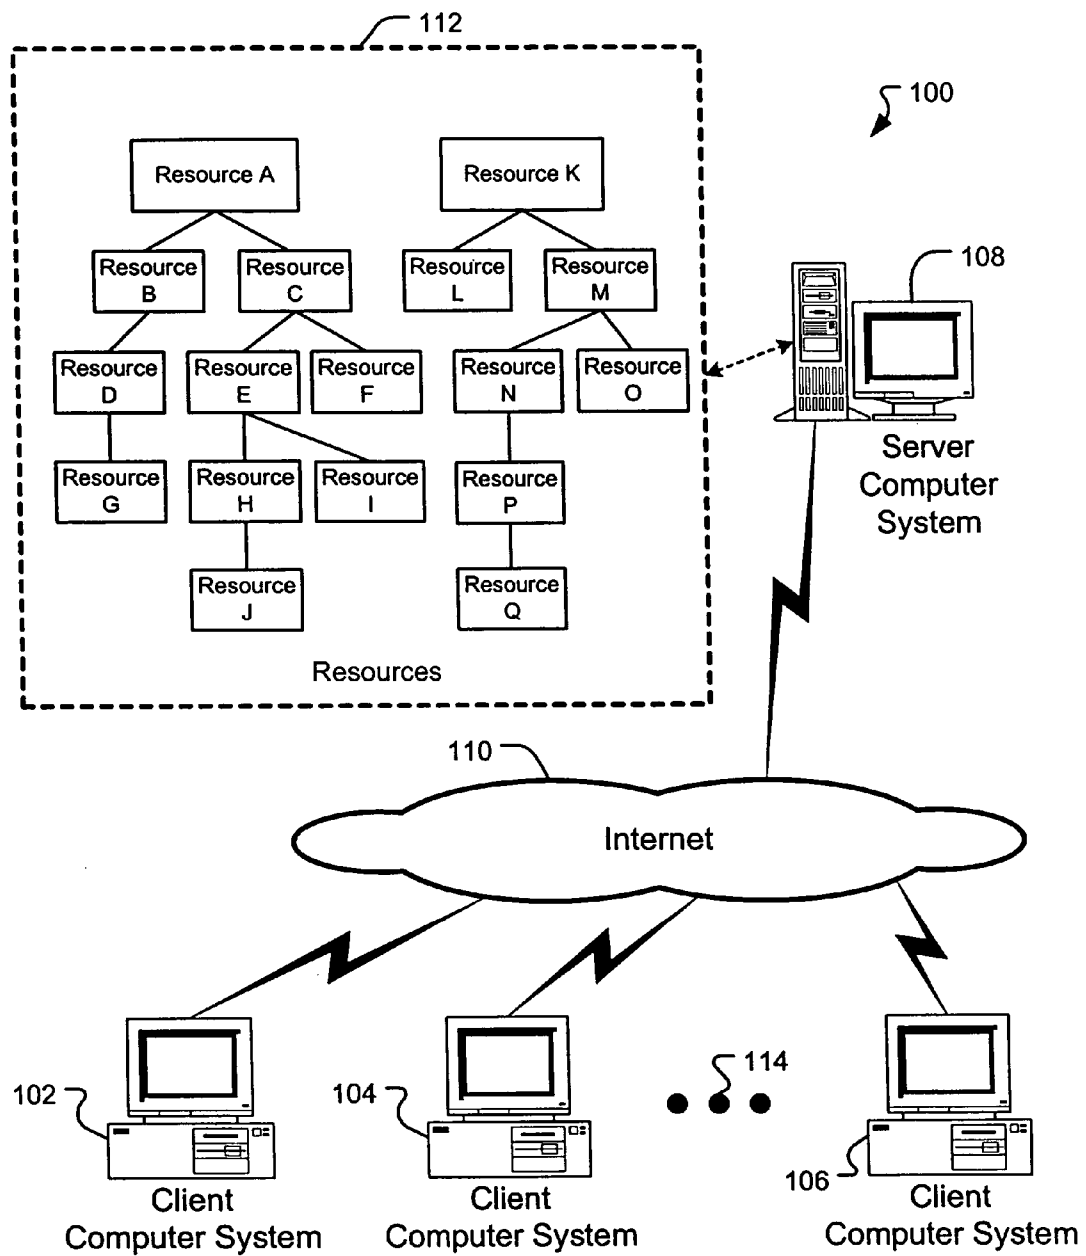 112
100
Resource A
Resource K
Resource
B
Resource
C
Resource
L
Resource
M
108
Resource
D
Resource
E
Resource
F
Resource
N
Resource
O
Server
Computer
System
Resource
G
Resource
H
Resource
I
Resource
P
Resource
J
Resource
Q
Resources
110
Internet
102
104
114
106
Client
Computer System
Client
Computer System
Client
Computer System